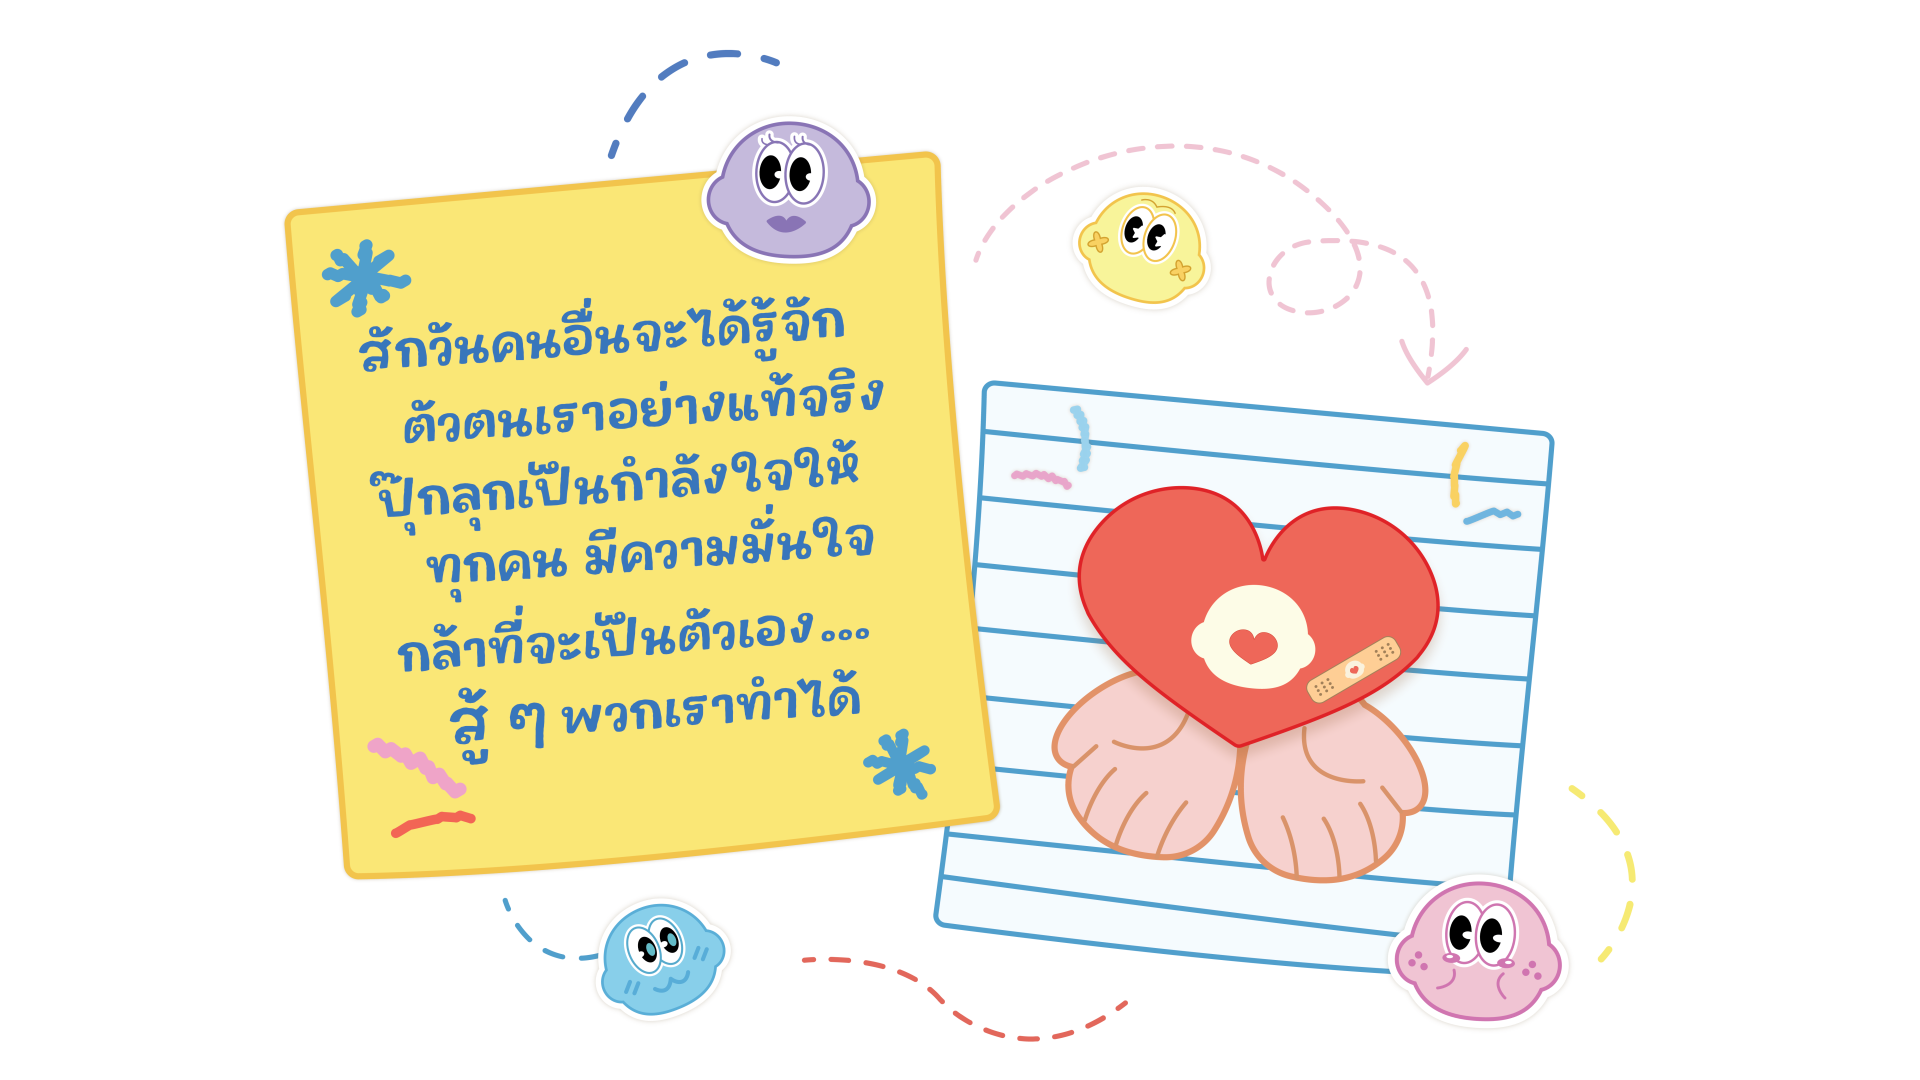 สักวันคนอื่นจะได้รู้จัก
ตัวตนเราอย่างแท้จริง
ปุ๊กลุกเป็นกำลังใจให้
ทุกคน มีความมั่นใจ
กล้าที่จะเป็นตัวเอง...
สู้ ๆ พวกเราทำได้